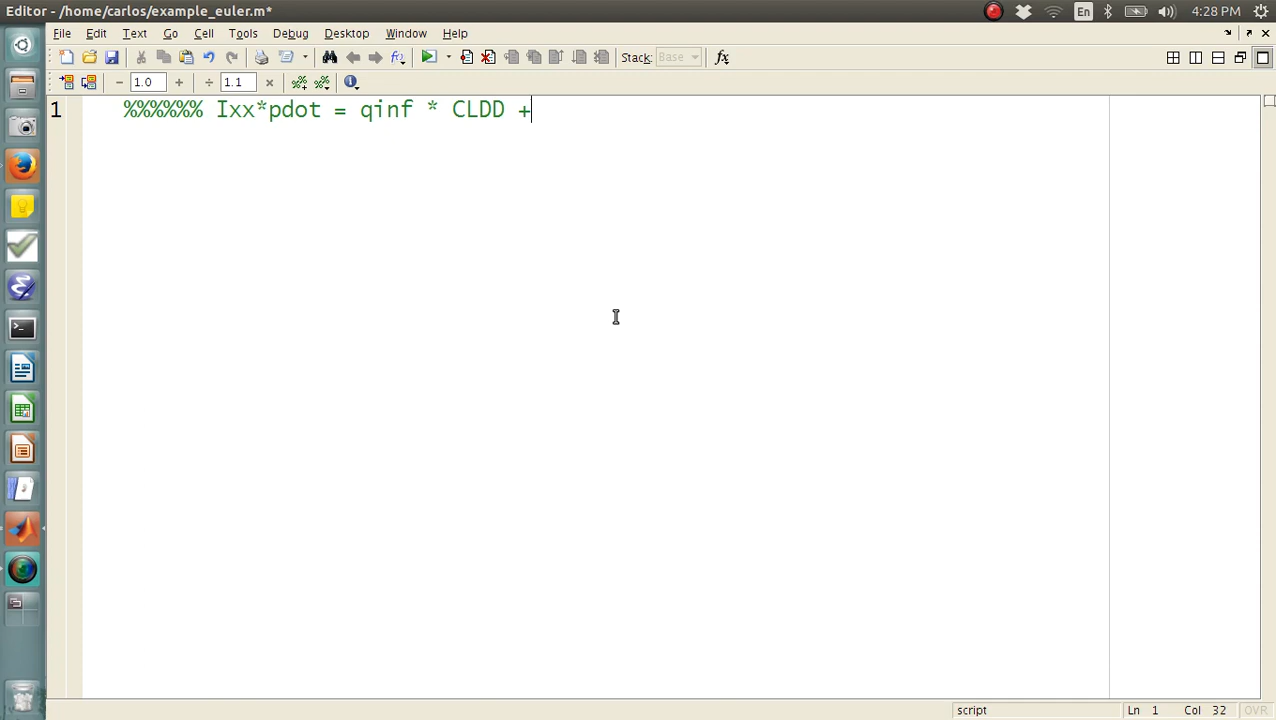 Editor - /home/carlos/example_euler.m*
En
4:28 PM
File Edit Text Go Cell Tools Debug Desktop Window Help
Stack: Base fx
− 1.0 + ÷ 1.1 ×
1 %%%%%% Ixx*pdot = qinf * CLDD +
script Ln 1 Col 32 OVR